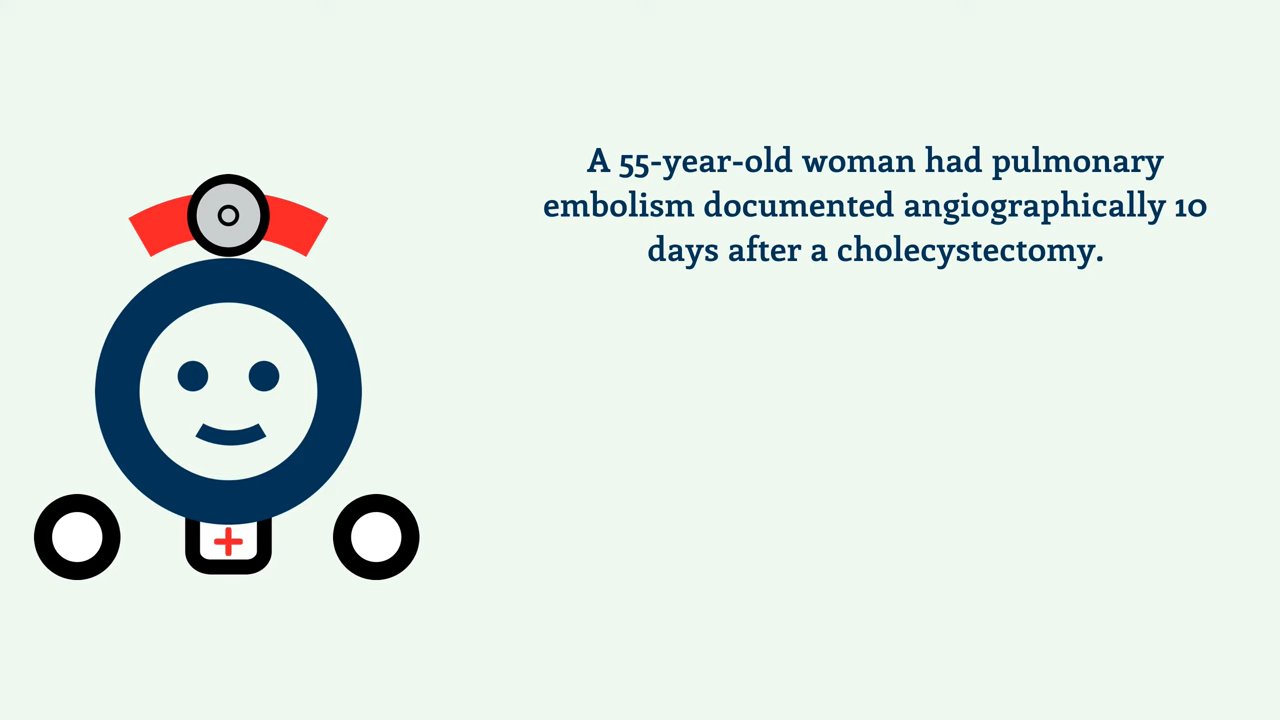 A 55-year-old woman had pulmonary
embolism documented angiographically 10
days after a cholecystectomy.